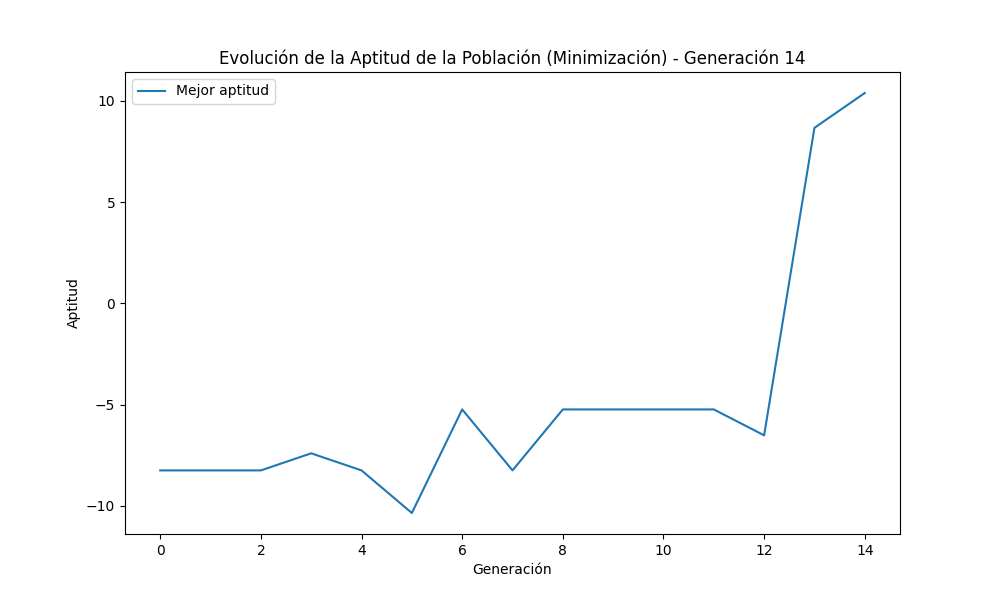 Evolución de la Aptitud de la Población (Minimización) - Generación 14
Mejor aptitud
10
5
0
−5
−10
Aptitud
0 2 4 6 8 10 12 14
Generación